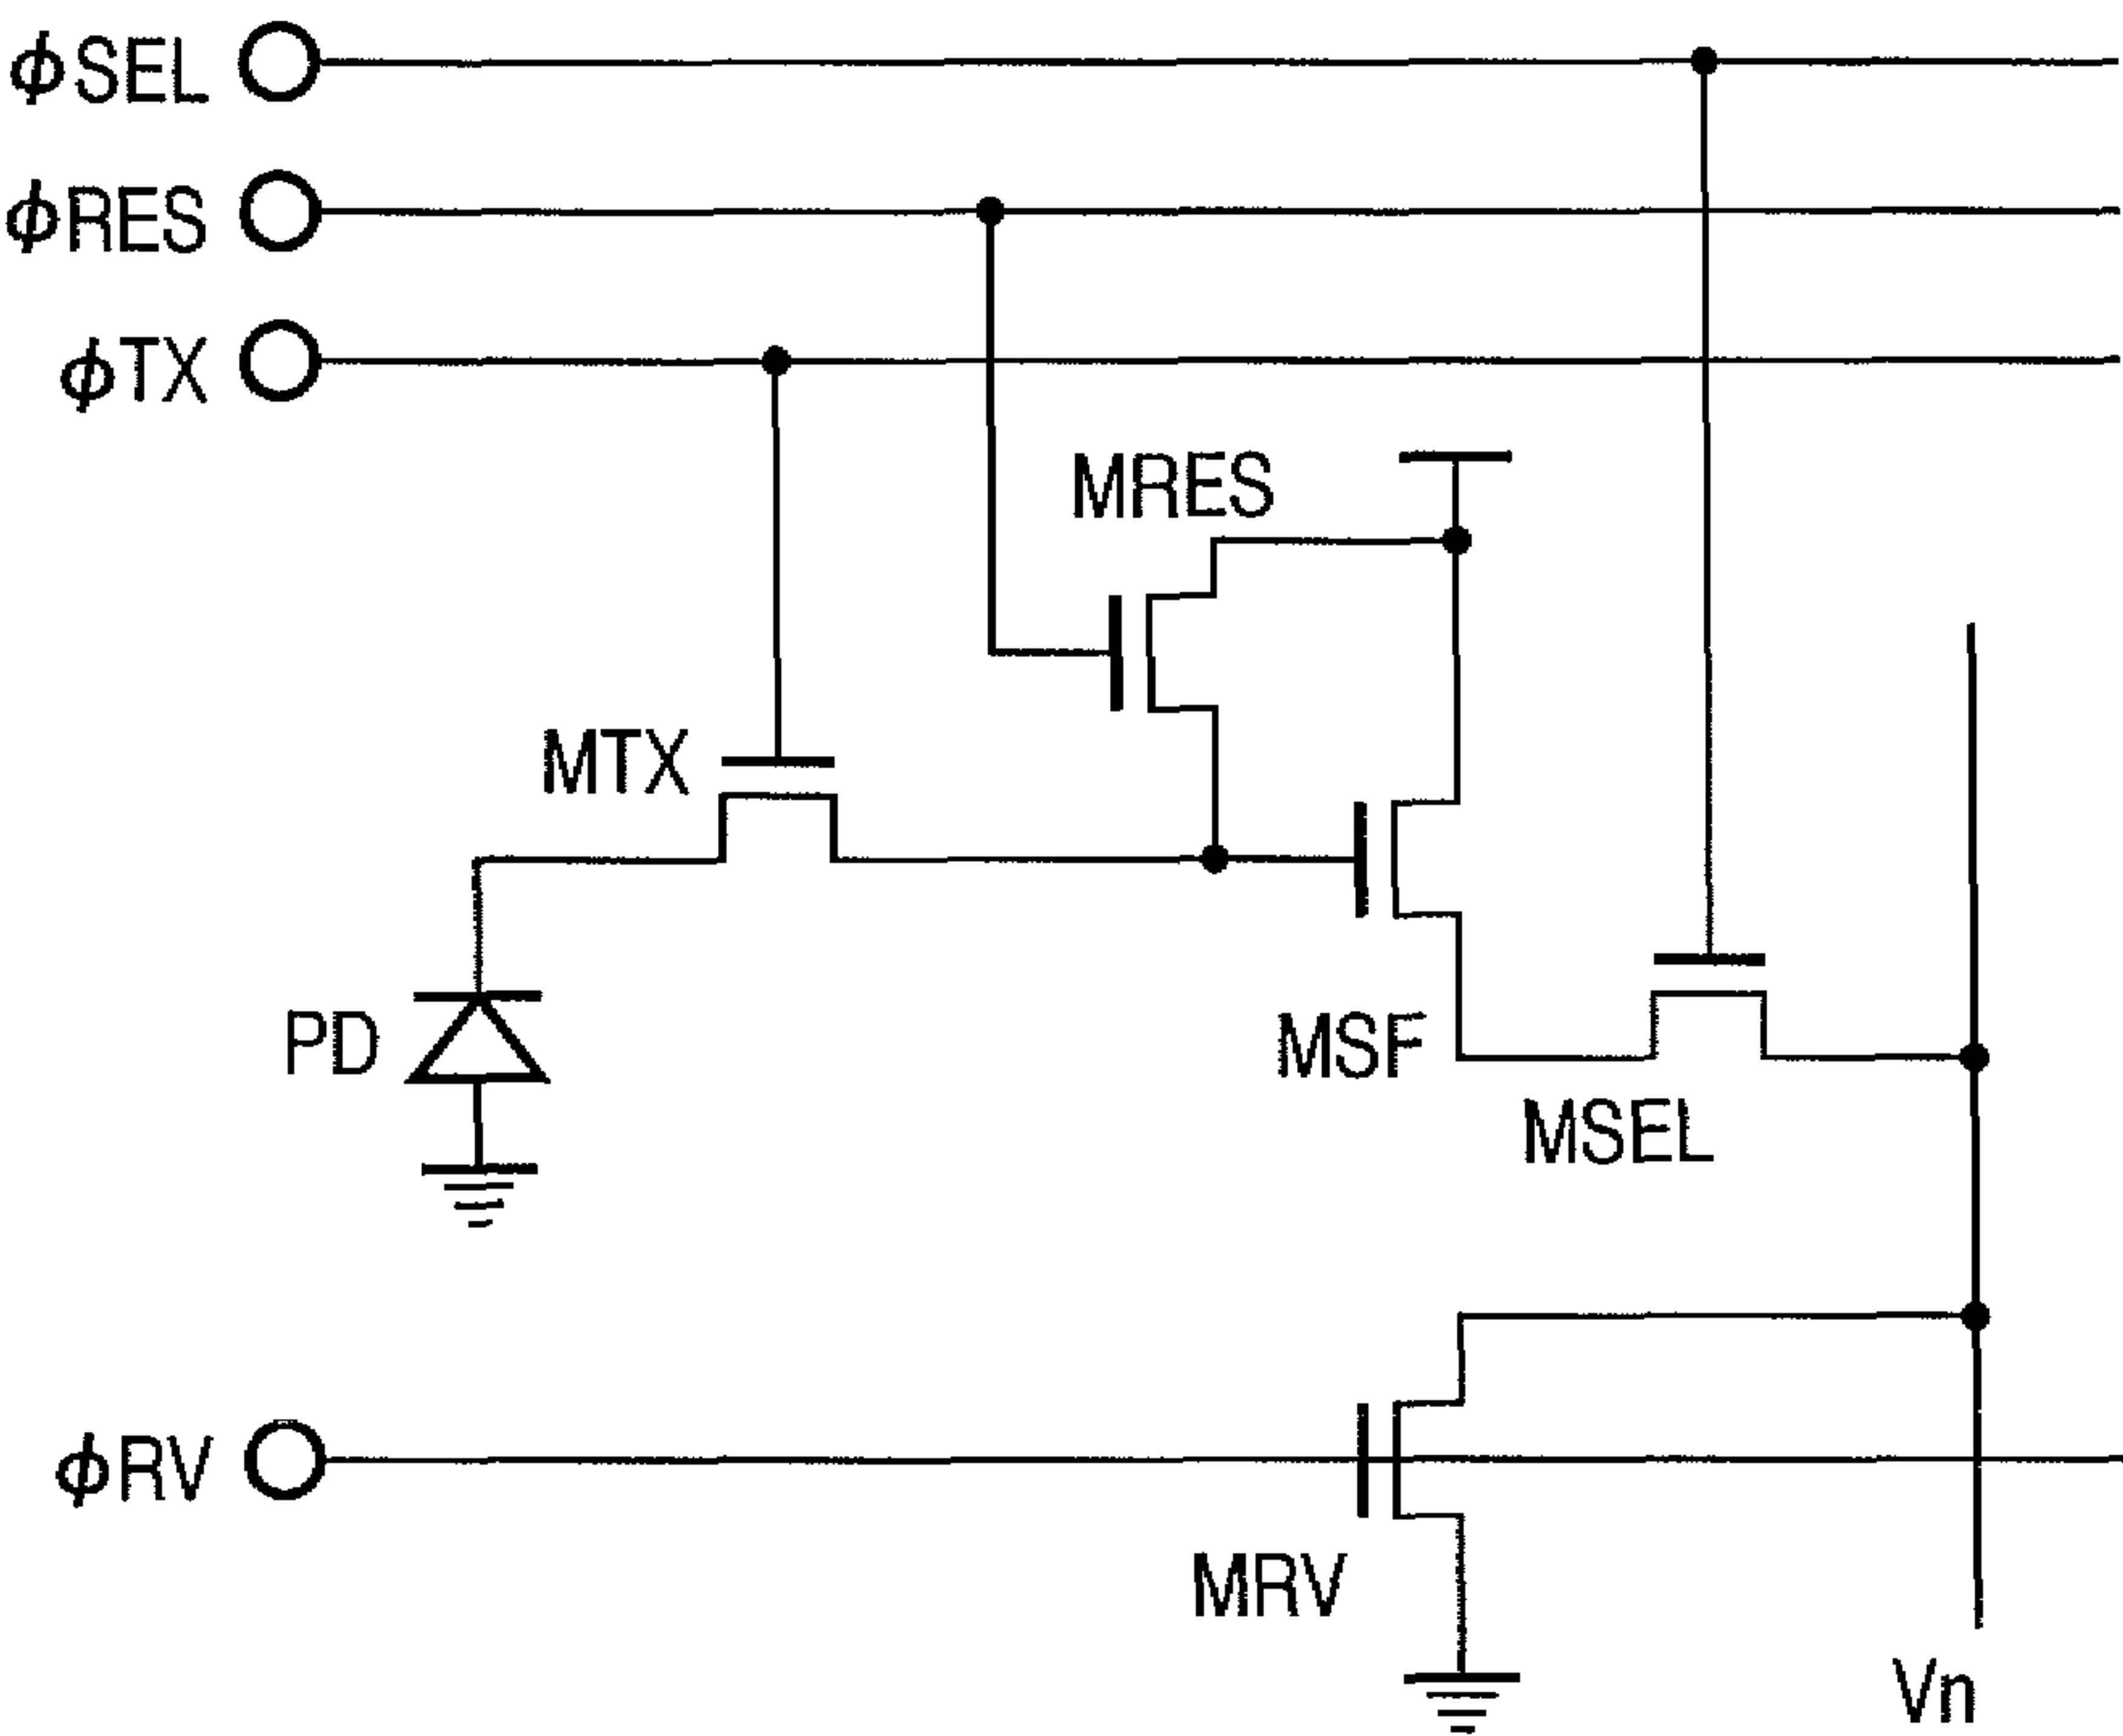 ϕSEL
ϕRES
ϕTX
MRES
MTX
PD
MSF
MSEL
ϕRV
MRV
Vn